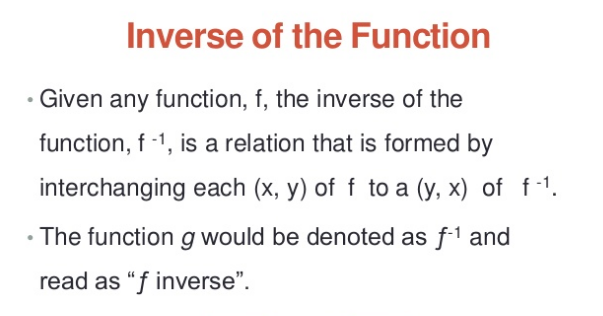 Inverse of the Function
• Given any function, f, the inverse of the
function, f -1, is a relation that is formed by
interchanging each (x, y) of f to a (y, x) of f -1.
• The function g would be denoted as f-1 and
read as “f inverse”.